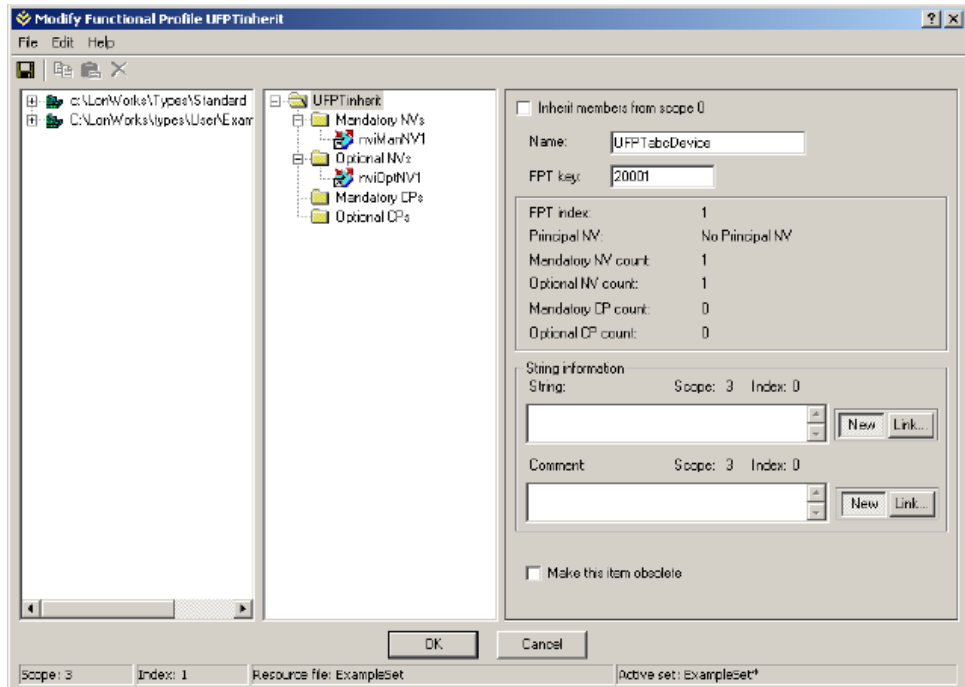 Modify Functional Profile UFPTinherit
File Edit Help
c:\LonWorks\Types\Standard
C:\LonWorks\types\User\Exam
UFPTinherit
Mandatory NVs
nviManNV1
Optional NVs
nviOptNV1
Mandatory CPs
Optional CPs
Inherit members from scope 0
Name: UFPTabcDevice
FPT key: 20001
FPT index: 1
Principal NV: No Principal NV
Mandatory NV count: 1
Optional NV count: 1
Mandatory CP count: 0
Optional CP count: 0
String information
String: Scope: 3 Index: 0
New Link...
Comment: Scope: 3 Index: 0
New Link...
Make this item obsolete
OK Cancel
Scope: 3 Index: 1 Resource file: ExampleSet Active set: ExampleSet*